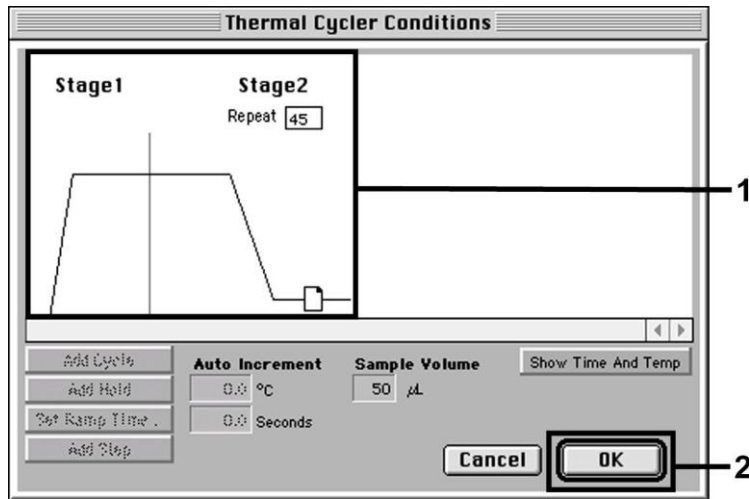 Thermal Cycler Conditions
Stage1 Stage2
Repeat 45
1
Add Cycle
Add Hold
Set Ramp Time .
Add Step
Auto Increment
0.0 °C
0.0 Seconds
Sample Volume
50 µL
Show Time And Temp
Cancel OK
2